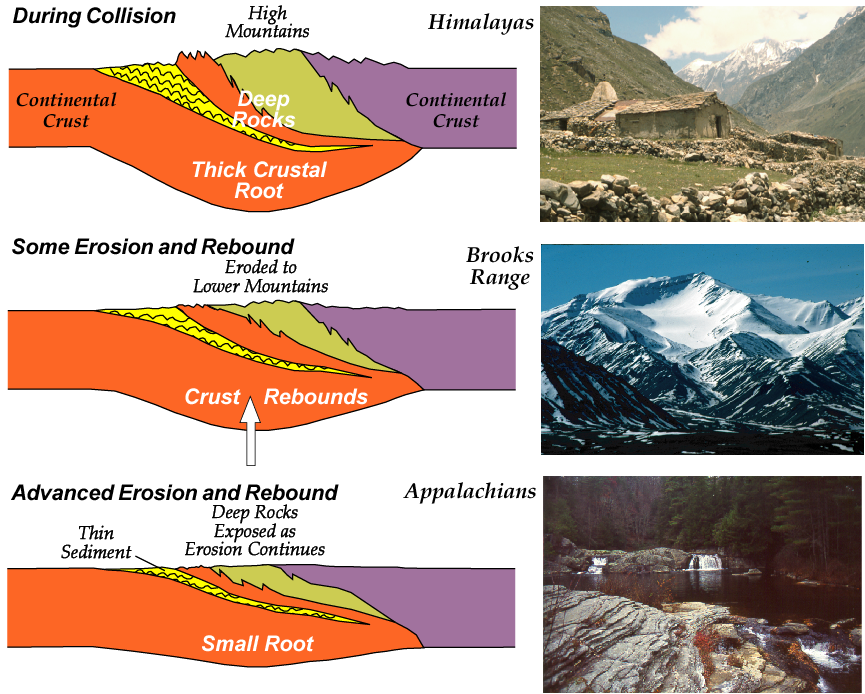 During Collision
High
Mountains
Himalayas
Continental
Crust
Deep
Rocks
Continental
Crust
Thick Crustal
Root
Some Erosion and Rebound
Eroded to
Lower Mountains
Brooks
Range
Crust Rebounds
Advanced Erosion and Rebound
Appalachians
Deep Rocks
Exposed as
Erosion Continues
Thin
Sediment
Small Root